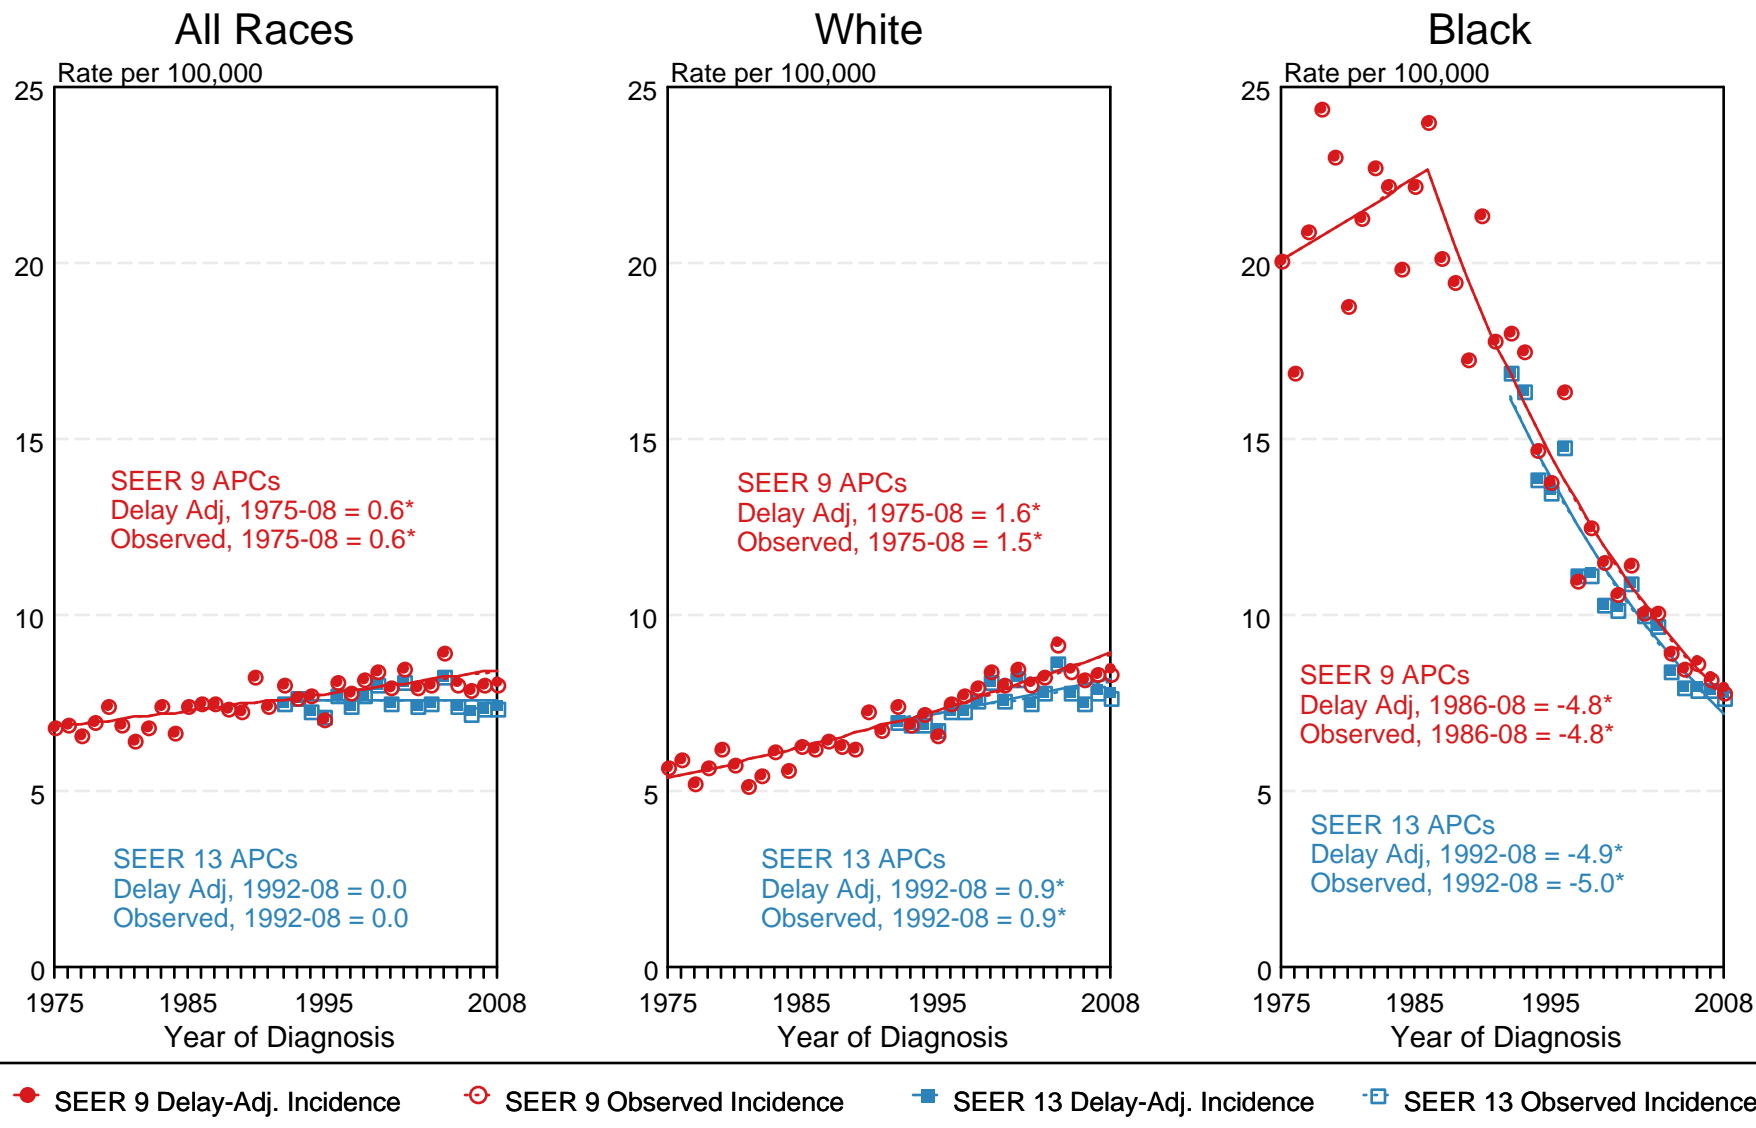 All Races
Rate per 100,000
25
20
15
10
5
0
SEER 9 APCs
Delay Adj, 1975-08 = 0.6*
Observed, 1975-08 = 0.6*
SEER 13 APCs
Delay Adj, 1992-08 = 0.0
Observed, 1992-08 = 0.0
1975 1985 1995 2008
Year of Diagnosis
White
Rate per 100,000
25
20
15
10
5
0
SEER 9 APCs
Delay Adj, 1975-08 = 1.6*
Observed, 1975-08 = 1.5*
SEER 13 APCs
Delay Adj, 1992-08 = 0.9*
Observed, 1992-08 = 0.9*
1975 1985 1995 2008
Year of Diagnosis
Black
Rate per 100,000
25
20
15
10
5
0
SEER 9 APCs
Delay Adj, 1986-08 = -4.8*
Observed, 1986-08 = -4.8*
SEER 13 APCs
Delay Adj, 1992-08 = -4.9*
Observed, 1992-08 = -5.0*
1975 1985 1995 2008
Year of Diagnosis
SEER 9 Delay-Adj. Incidence SEER 9 Observed Incidence SEER 13 Delay-Adj. Incidence SEER 13 Observed Incidence